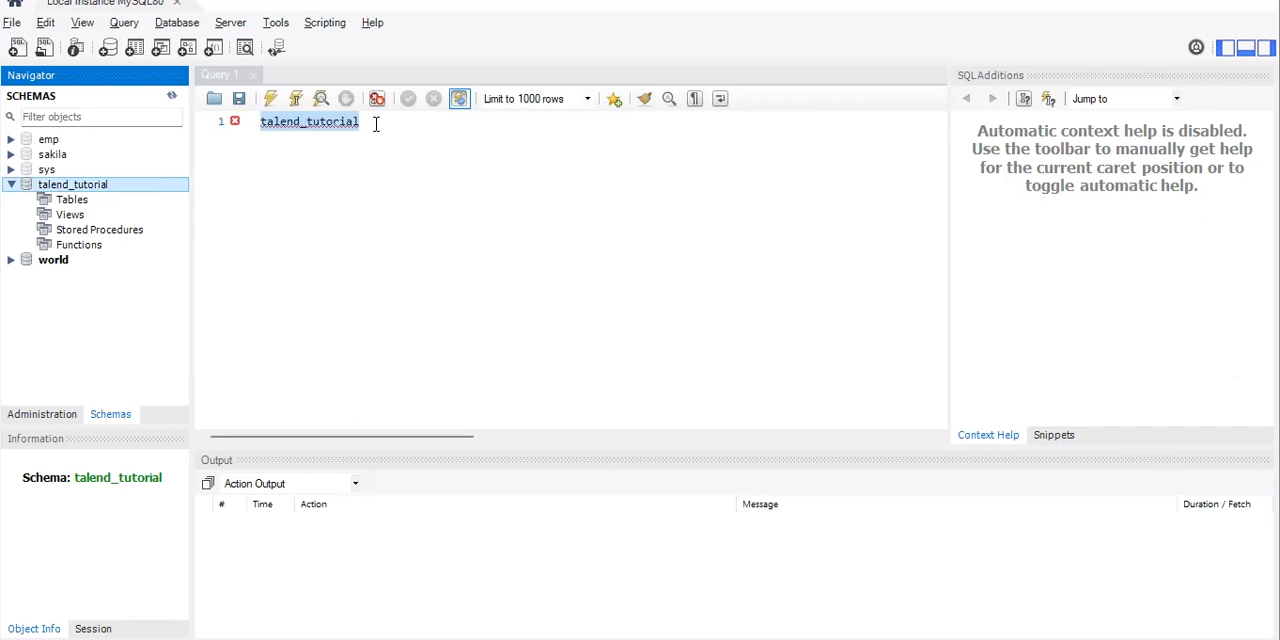 Local instance MySQL80
File Edit View Query Database Server Tools Scripting Help
Navigator
SCHEMAS
Filter objects
emp
sakila
sys
talend_tutorial
Tables
Views
Stored Procedures
Functions
world
Administration Schemas
Information
Schema: talend_tutorial
Object Info Session
Query 1
Limit to 1000 rows
1 talend_tutorial
SQLAdditions
Jump to
Automatic context help is disabled.
Use the toolbar to manually get help
for the current caret position or to
toggle automatic help.
Context Help Snippets
Output
Action Output
# Time Action Message Duration / Fetch